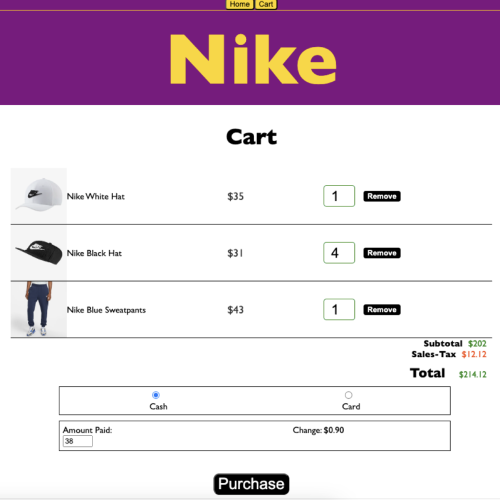 Home Cart
Nike
Cart
Nike White Hat $35 1 Remove
Nike Black Hat $31 4 Remove
Nike Blue Sweatpants $43 1 Remove
Subtotal $202
Sales-Tax $12.12
Total $214.12
Cash Card
Amount Paid: Change: $0.90
38
Purchase